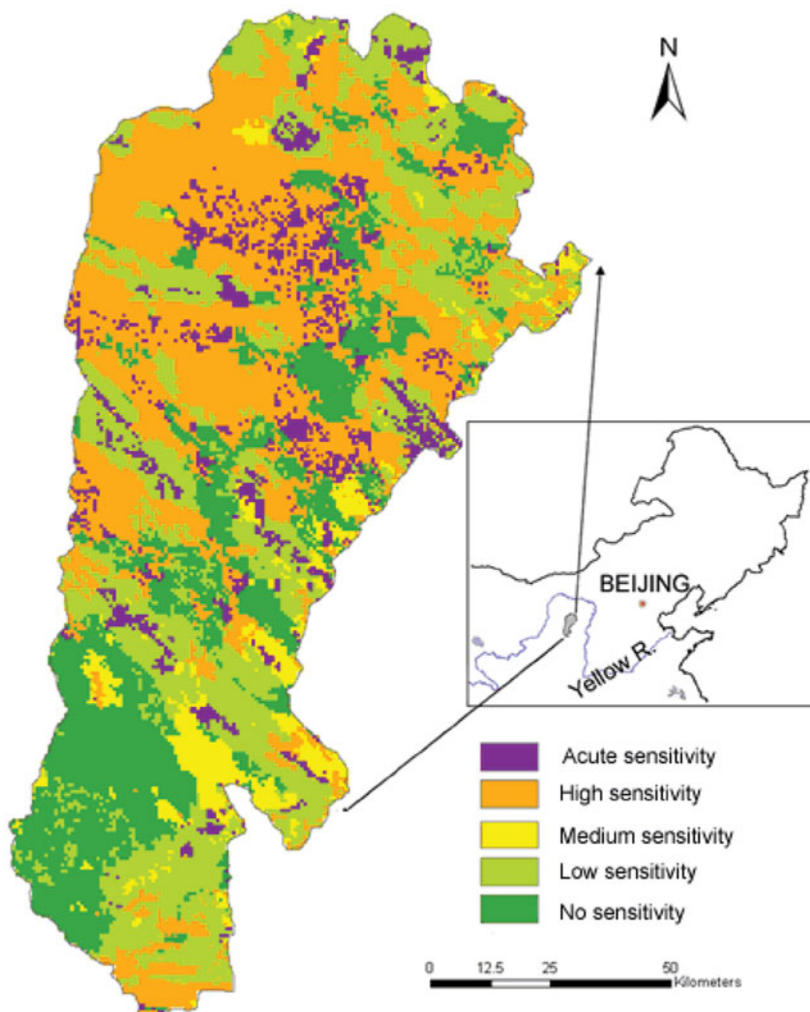 N
BEIJING
Yellow R.
Acute sensitivity
High sensitivity
Medium sensitivity
Low sensitivity
No sensitivity
0 12.5 25 50
Kilometers